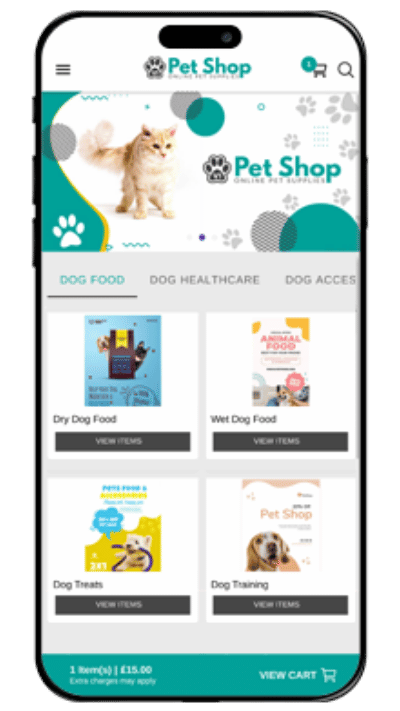 Pet Shop
ONLINE PET SUPPLIES
1
Pet Shop
ONLINE PET SUPPLIES
DOG FOOD
DOG HEALTHCARE
DOG ACCES
ANIMAL
FOOD
Dry Dog Food
Wet Dog Food
VIEW ITEMS
VIEW ITEMS
PETS FOOD &
ACCESSORIES
2X1
Pet Shop
Dog Treats
Dog Training
VIEW ITEMS
VIEW ITEMS
1 Item(s) | £15.00
Extra charges may apply
VIEW CART